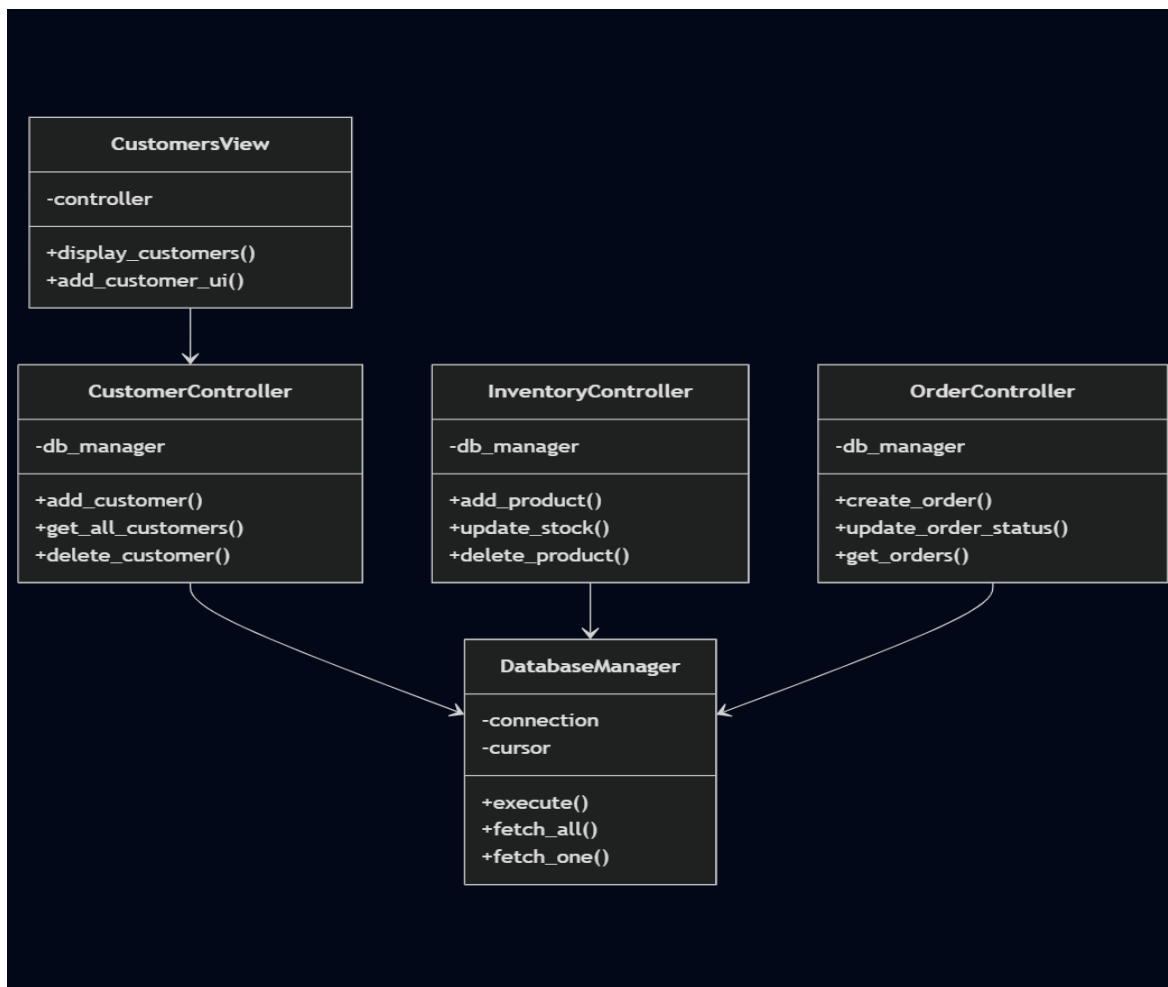 CustomersView
-controller
+display_customers()
+add_customer_ui()
CustomerController
-db_manager
+add_customer()
+get_all_customers()
+delete_customer()
InventoryController
-db_manager
+add_product()
+update_stock()
+delete_product()
OrderController
-db_manager
+create_order()
+update_order_status()
+get_orders()
DatabaseManager
-connection
-cursor
+execute()
+fetch_all()
+fetch_one()